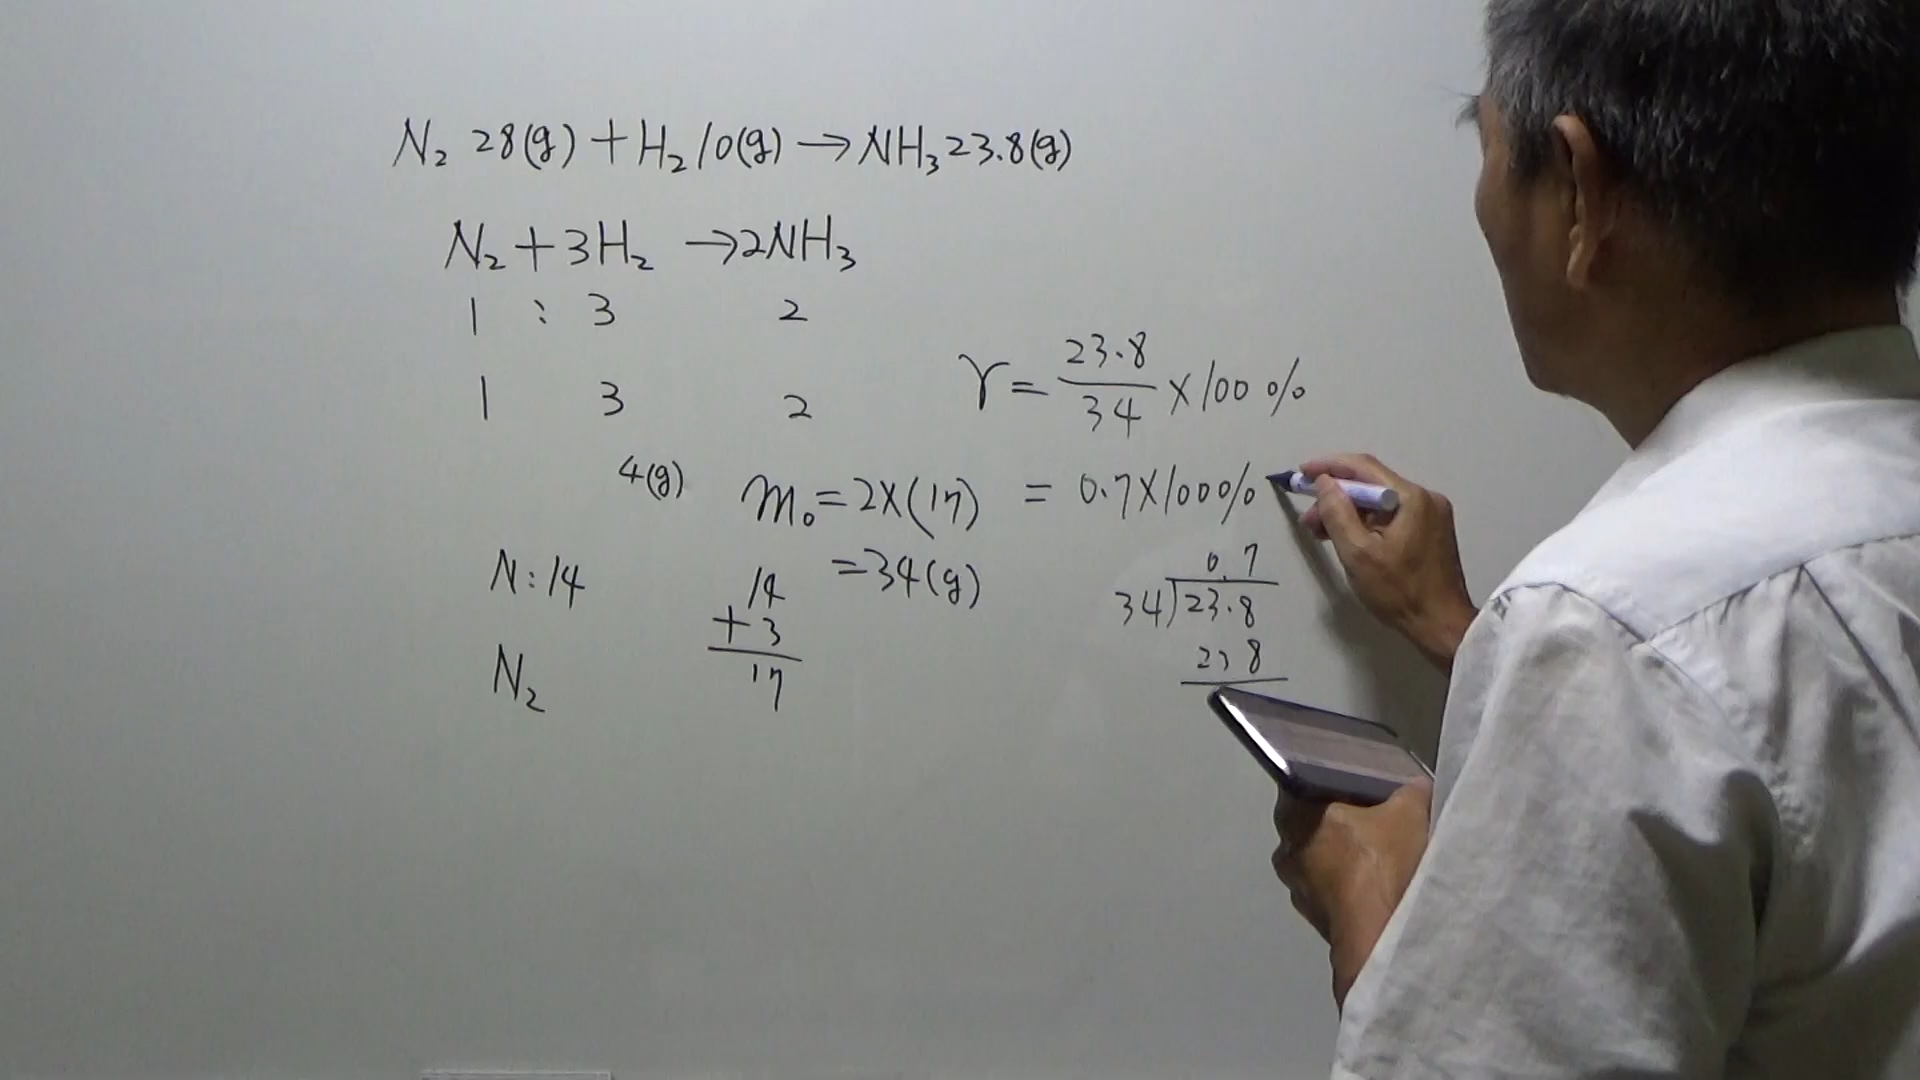 N₂ 28(g) + H₂ 10(g) → NH₃ 23.8(g)
N₂ + 3H₂ → 2NH₃
1 : 3 2
1 3 2
4(g)
m₀ = 2×(17)
= 34(g)
N : 14
N₂
14
+ 3
17
γ = 23.8/34 × 100 %
= 0.7×100%
0.7
34)23.8
23 8